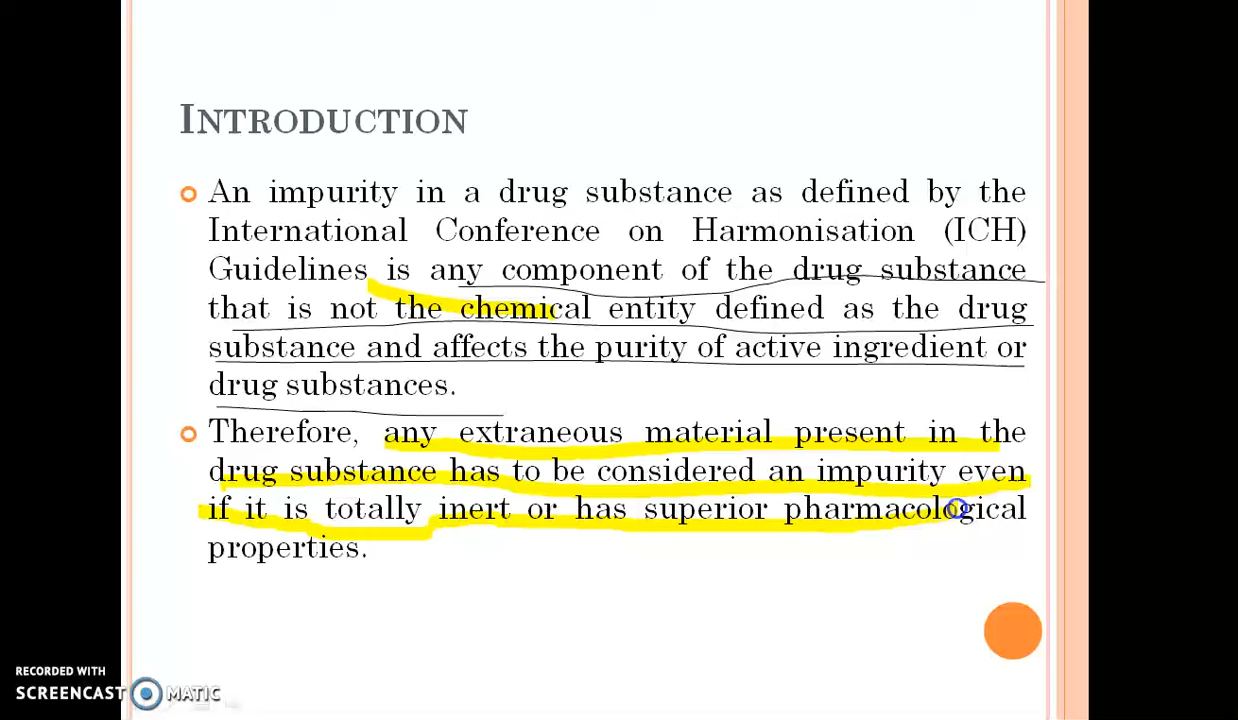 INTRODUCTION
An impurity in a drug substance as defined by the
International Conference on Harmonisation (ICH)
Guidelines is any component of the drug substance
that is not the chemical entity defined as the drug
substance and affects the purity of active ingredient or
drug substances.
Therefore, any extraneous material present in the
drug substance has to be considered an impurity even
if it is totally inert or has superior pharmacological
properties.
RECORDED WITH
SCREENCAST MATIC